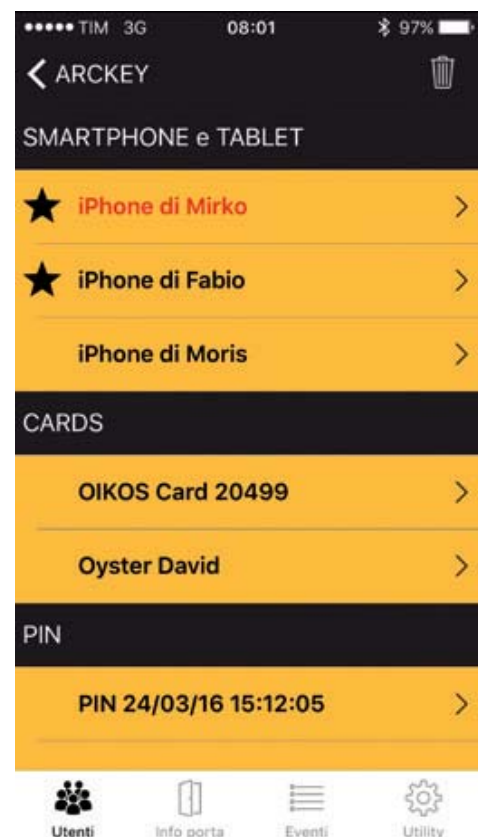 TIM 3G 08:01 97%
ARCKEY
SMARTPHONE e TABLET
iPhone di Mirko
iPhone di Fabio
iPhone di Moris
CARDS
OIKOS Card 20499
Oyster David
PIN
PIN 24/03/16 15:12:05
Utenti Info porta Eventi Utility